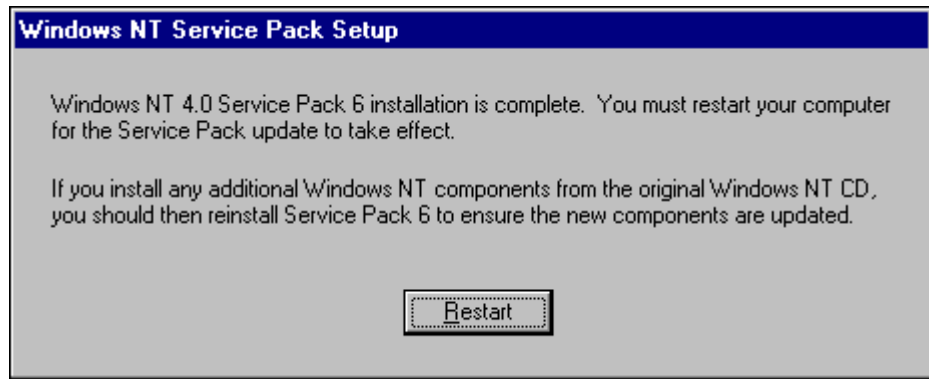 Windows NT Service Pack Setup
Windows NT 4.0 Service Pack 6 installation is complete.  You must restart your computer
for the Service Pack update to take effect.
If you install any additional Windows NT components from the original Windows NT CD,
you should then reinstall Service Pack 6 to ensure the new components are updated.
Restart